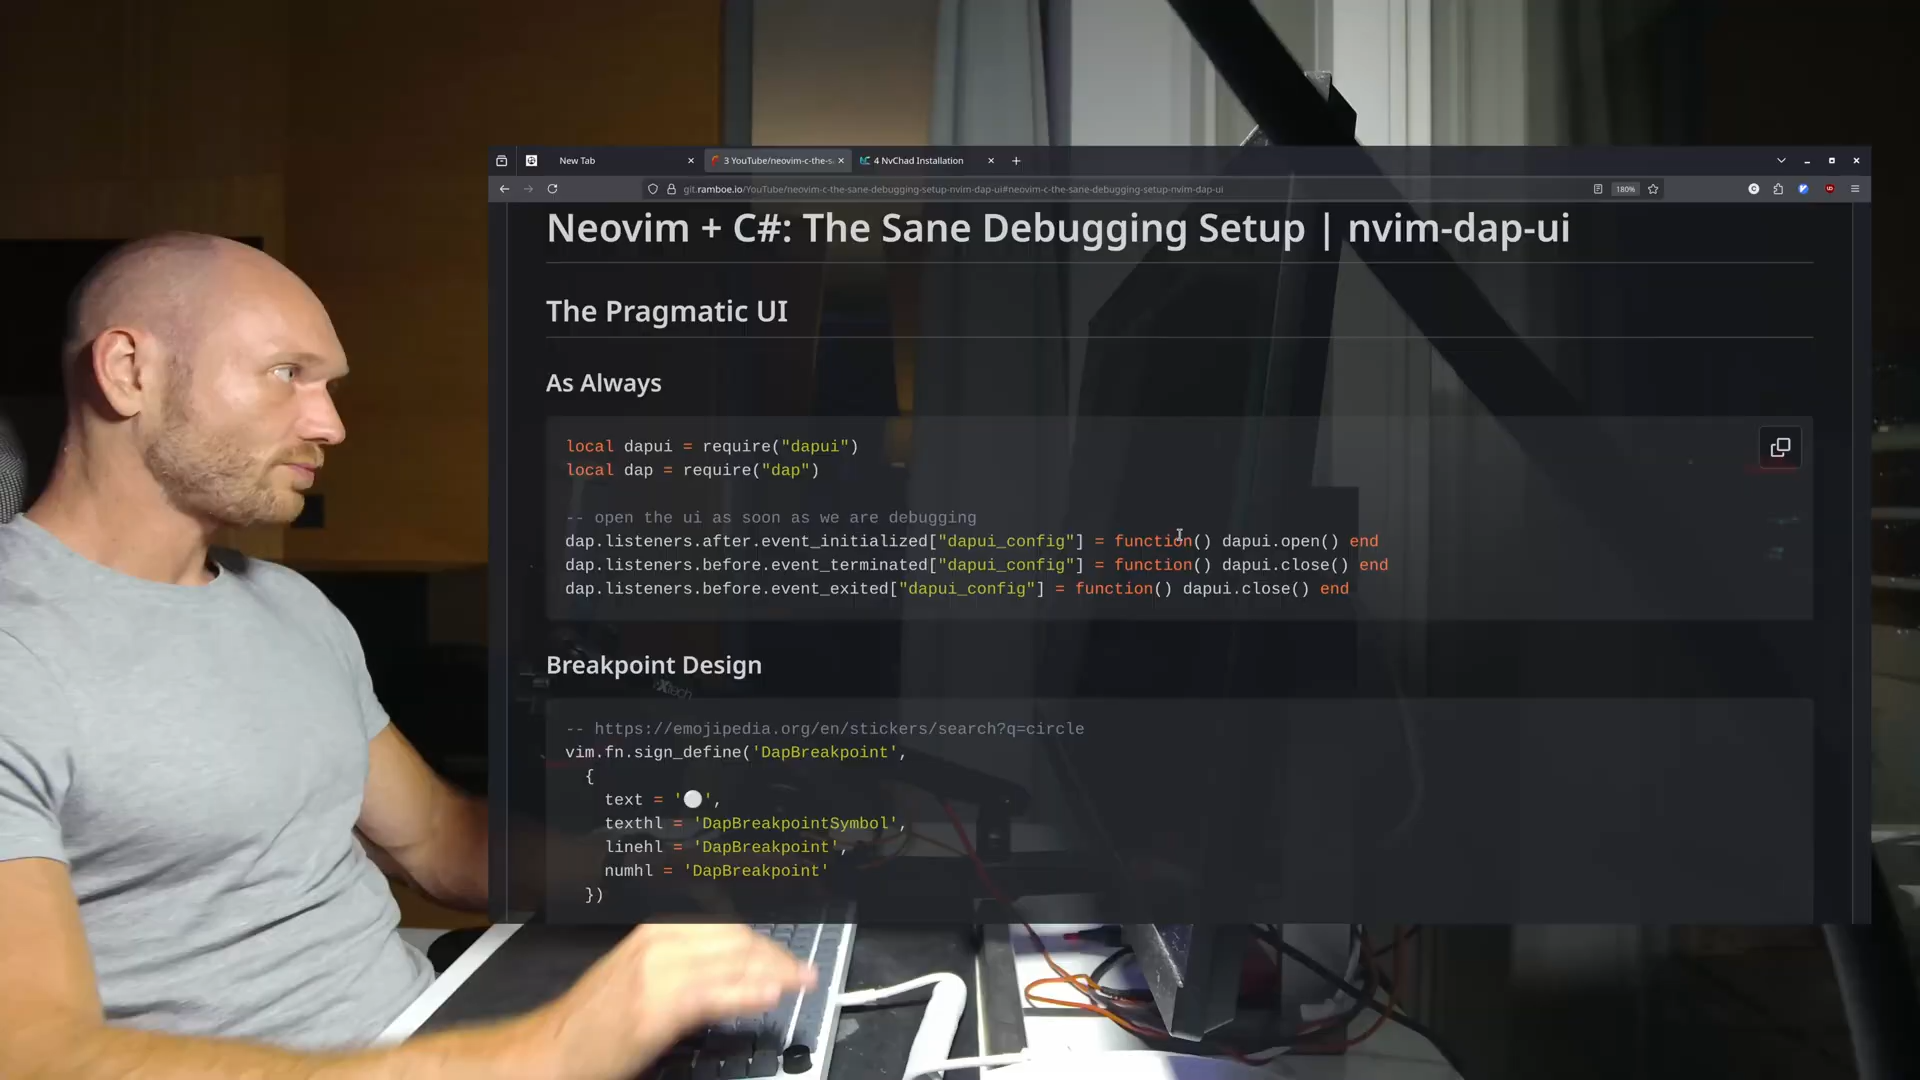 New Tab
3 YouTube/neovim-c-the-s
4 NvChad Installation
git.ramboe.io/YouTube/neovim-c-the-sane-debugging-setup-nvim-dap-ui#neovim-c-the-sane-debugging-setup-nvim-dap-ui
180%
Neovim + C#: The Sane Debugging Setup | nvim-dap-ui
The Pragmatic UI
As Always
local dapui = require("dapui")
local dap = require("dap")
-- open the ui as soon as we are debugging
dap.listeners.after.event_initialized["dapui_config"] = function() dapui.open() end
dap.listeners.before.event_terminated["dapui_config"] = function() dapui.close() end
dap.listeners.before.event_exited["dapui_config"] = function() dapui.close() end
Breakpoint Design
-- https://emojipedia.org/en/stickers/search?q=circle
vim.fn.sign_define('DapBreakpoint',
{
text = '⚪',
texthl = 'DapBreakpointSymbol',
linehl = 'DapBreakpoint',
numhl = 'DapBreakpoint'
})